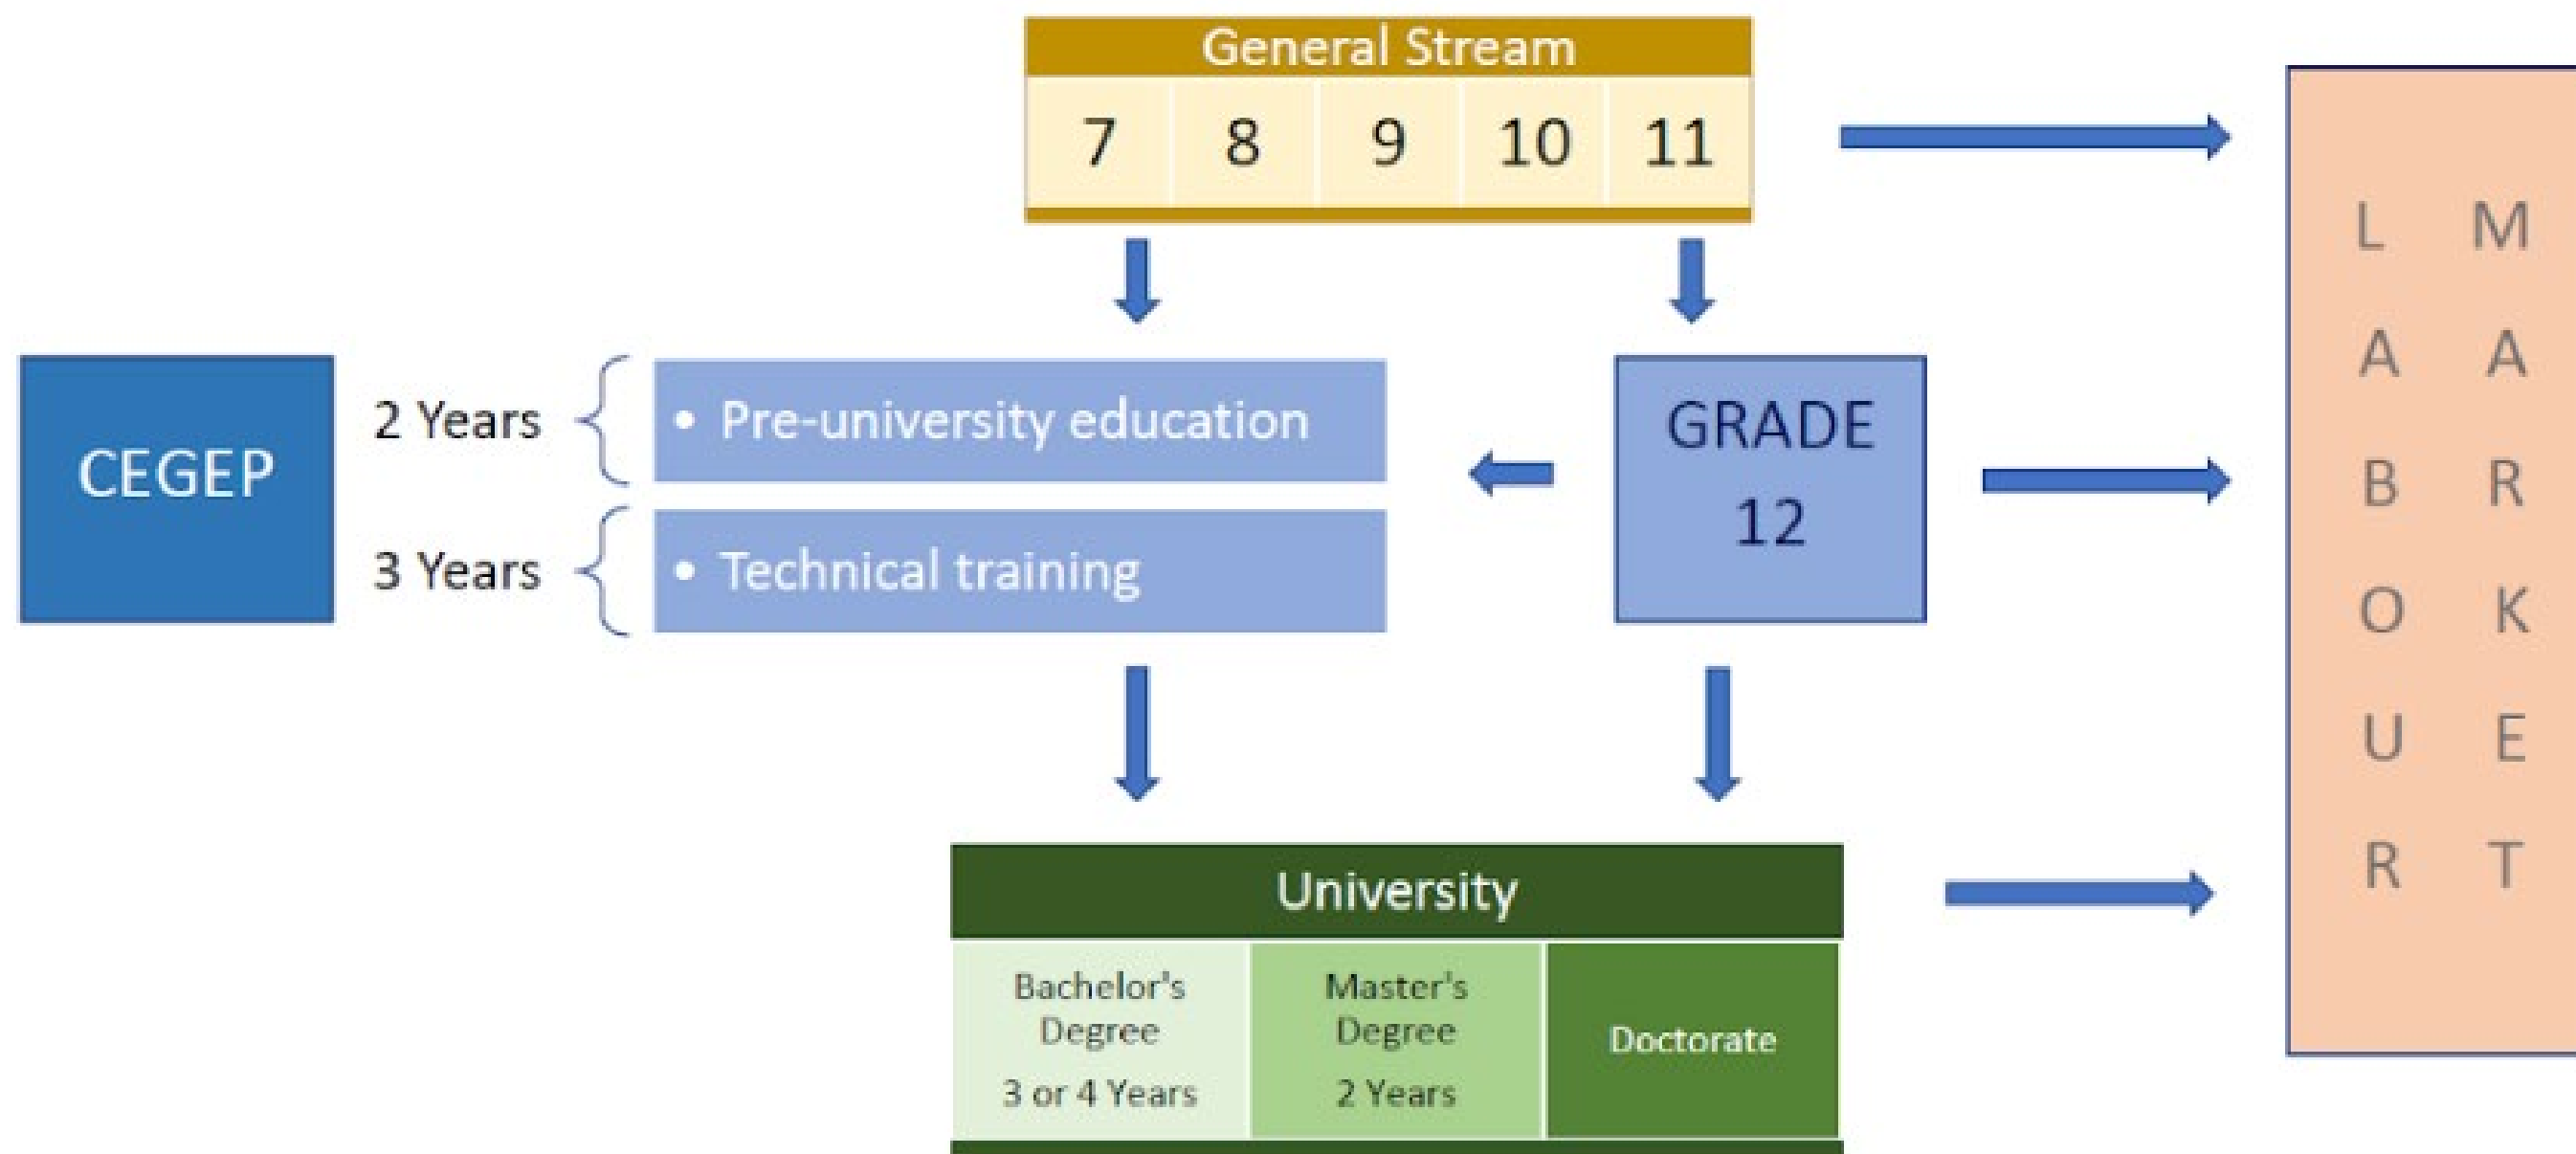 General Stream
7 8 9 10 11
CEGEP
2 Years
• Pre-university education
3 Years
• Technical training
GRADE
12
University
Bachelor's
Degree
3 or 4 Years
Master's
Degree
2 Years
Doctorate
L M
A A
B R
O K
U E
R T